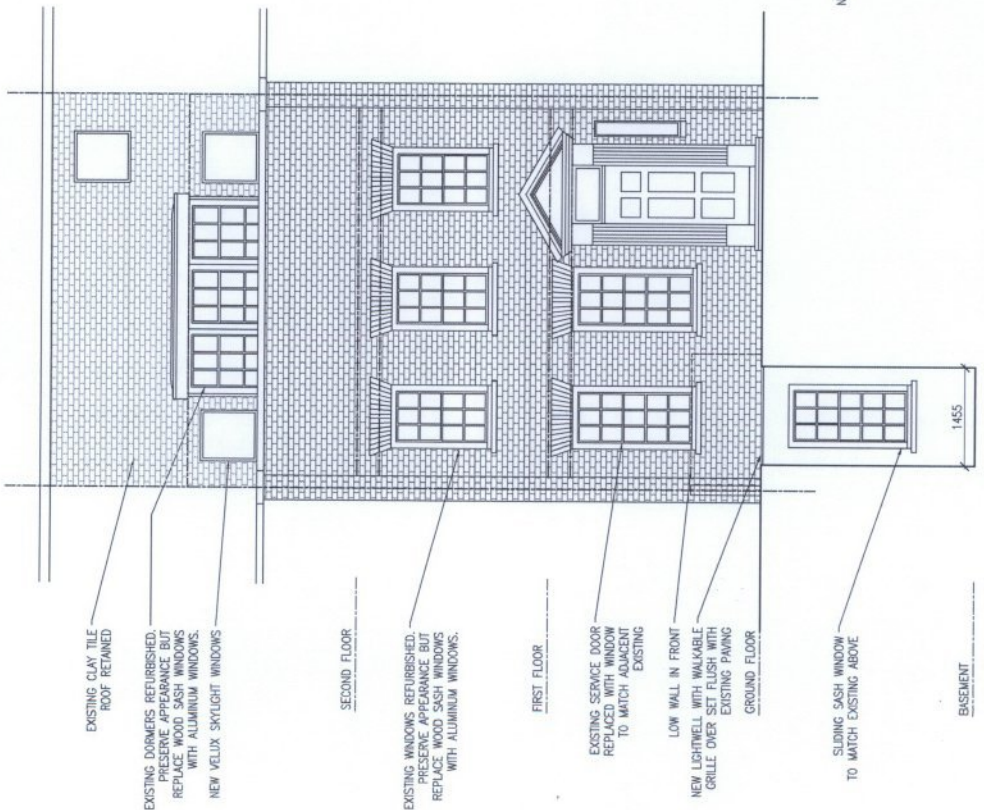 EXISTING CLAY TILE
ROOF RETAINED
EXISTING DORMERS REFURBISHED.
PRESERVE APPEARANCE BUT
REPLACE WOOD SASH WINDOWS
WITH ALUMINUM WINDOWS.
NEW VELUX SKYLIGHT WINDOWS
SECOND FLOOR
EXISTING WINDOWS REFURBISHED.
PRESERVE APPEARANCE BUT
REPLACE WOOD SASH WINDOWS
WITH ALUMINUM WINDOWS.
FIRST FLOOR
EXISTING SERVICE DOOR
REPLACED WITH WINDOW
TO MATCH ADJACENT
EXISTING
LOW WALL IN FRONT
NEW LIGHTWELL WITH WALKABLE
GRILLE OVER SET FLUSH WITH
EXISTING PAVING
GROUND FLOOR
SLIDING SASH WINDOW
TO MATCH EXISTING ABOVE
1455
BASEMENT
N